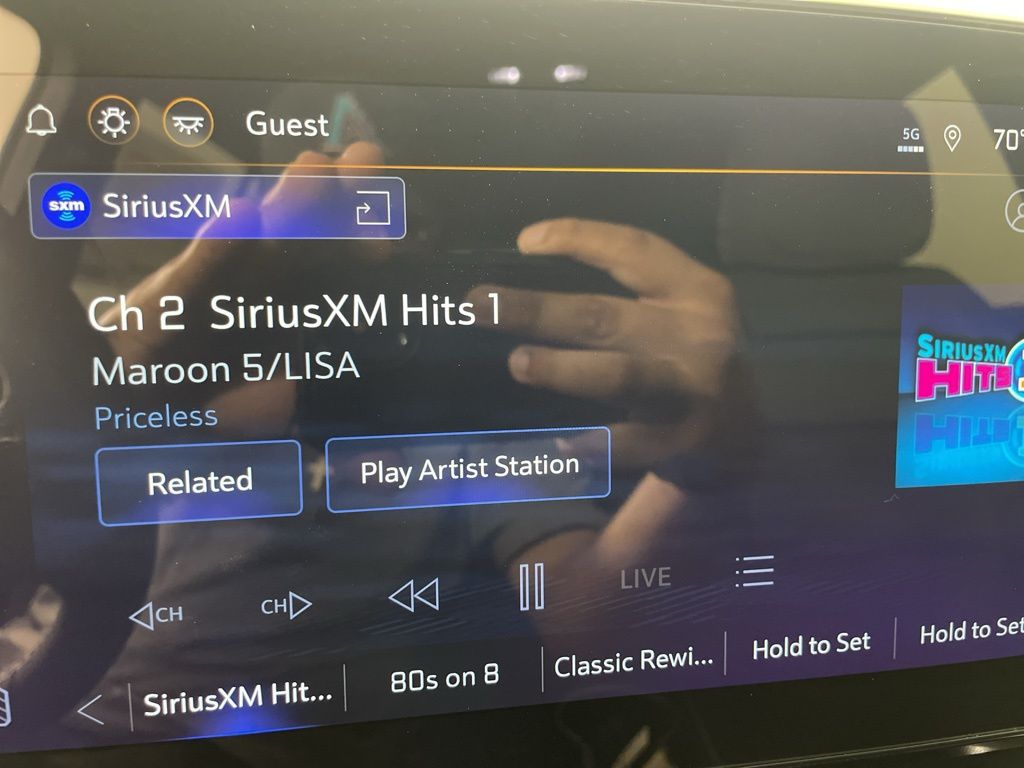 Guest
5G
70°
sxm SiriusXM
Ch 2 SiriusXM Hits 1
Maroon 5/LISA
Priceless
SIRIUSXM
HITS
Related
Play Artist Station
CH
CH
LIVE
SiriusXM Hit...
80s on 8
Classic Rewi...
Hold to Set
Hold to Set